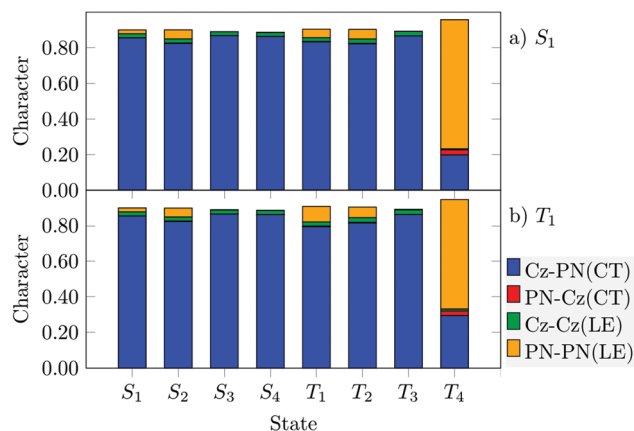 0.80
0.60
0.40
0.20
0.00
Character
a) S₁
0.80
0.60
0.40
0.20
0.00
Character
b) T₁
Cz-PN(CT)
PN-Cz(CT)
Cz-Cz(LE)
PN-PN(LE)
S₁ S₂ S₃ S₄ T₁ T₂ T₃ T₄
State